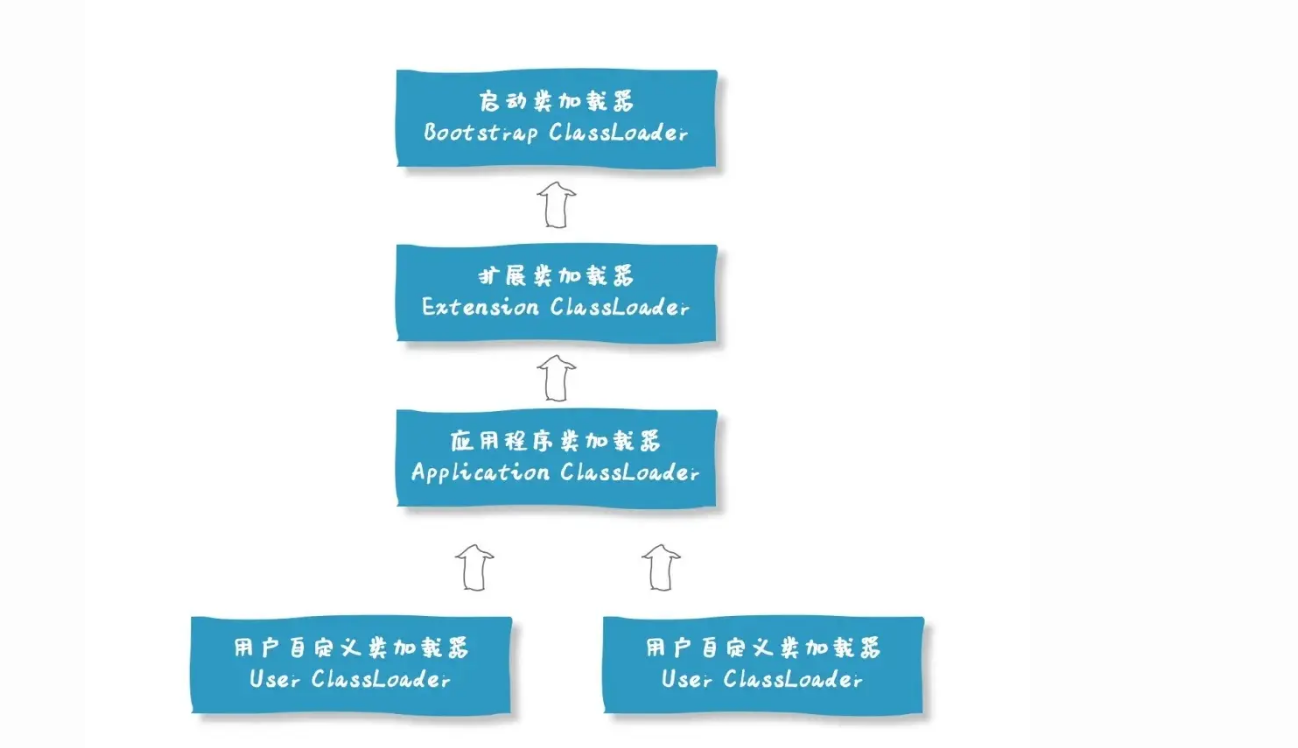 启动类加载器
Bootstrap ClassLoader
扩展类加载器
Extension ClassLoader
应用程序类加载器
Application ClassLoader
用户自定义类加载器
User ClassLoader
用户自定义类加载器
User ClassLoader